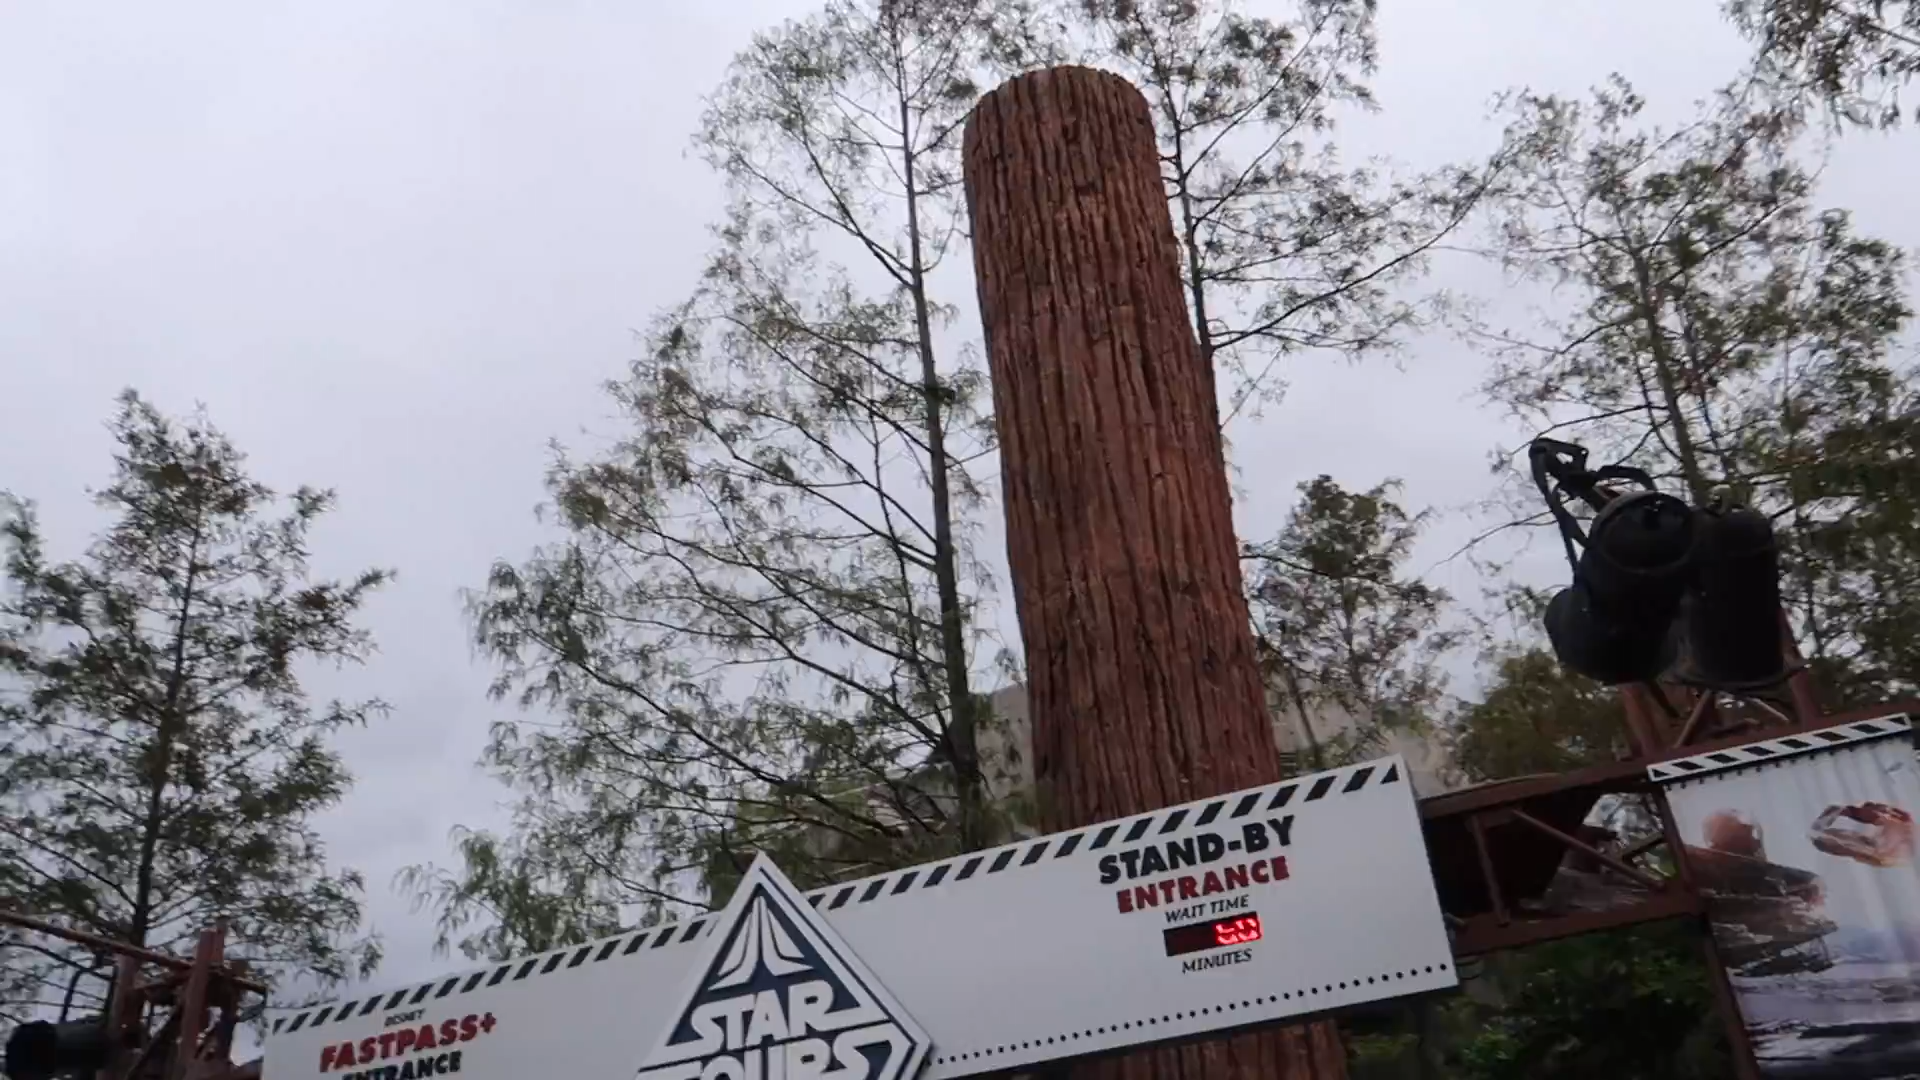 STAND-BY
ENTRANCE
WAIT TIME
MINUTES
DISNEY
FASTPASS+
ENTRANCE
STAR
TOURS